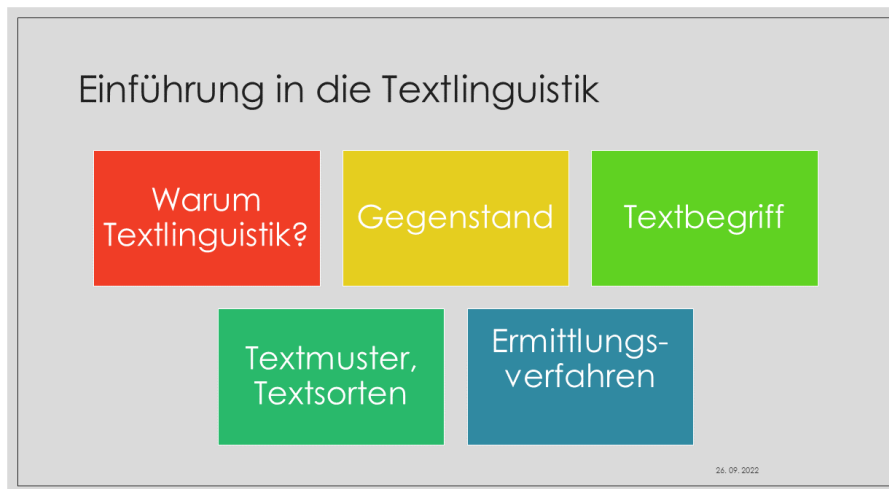 Einführung in die Textlinguistik
Warum
Textlinguistik?
Gegenstand
Textbegriff
Textmuster,
Textsorten
Ermittlungs-
verfahren
26. 09. 2022